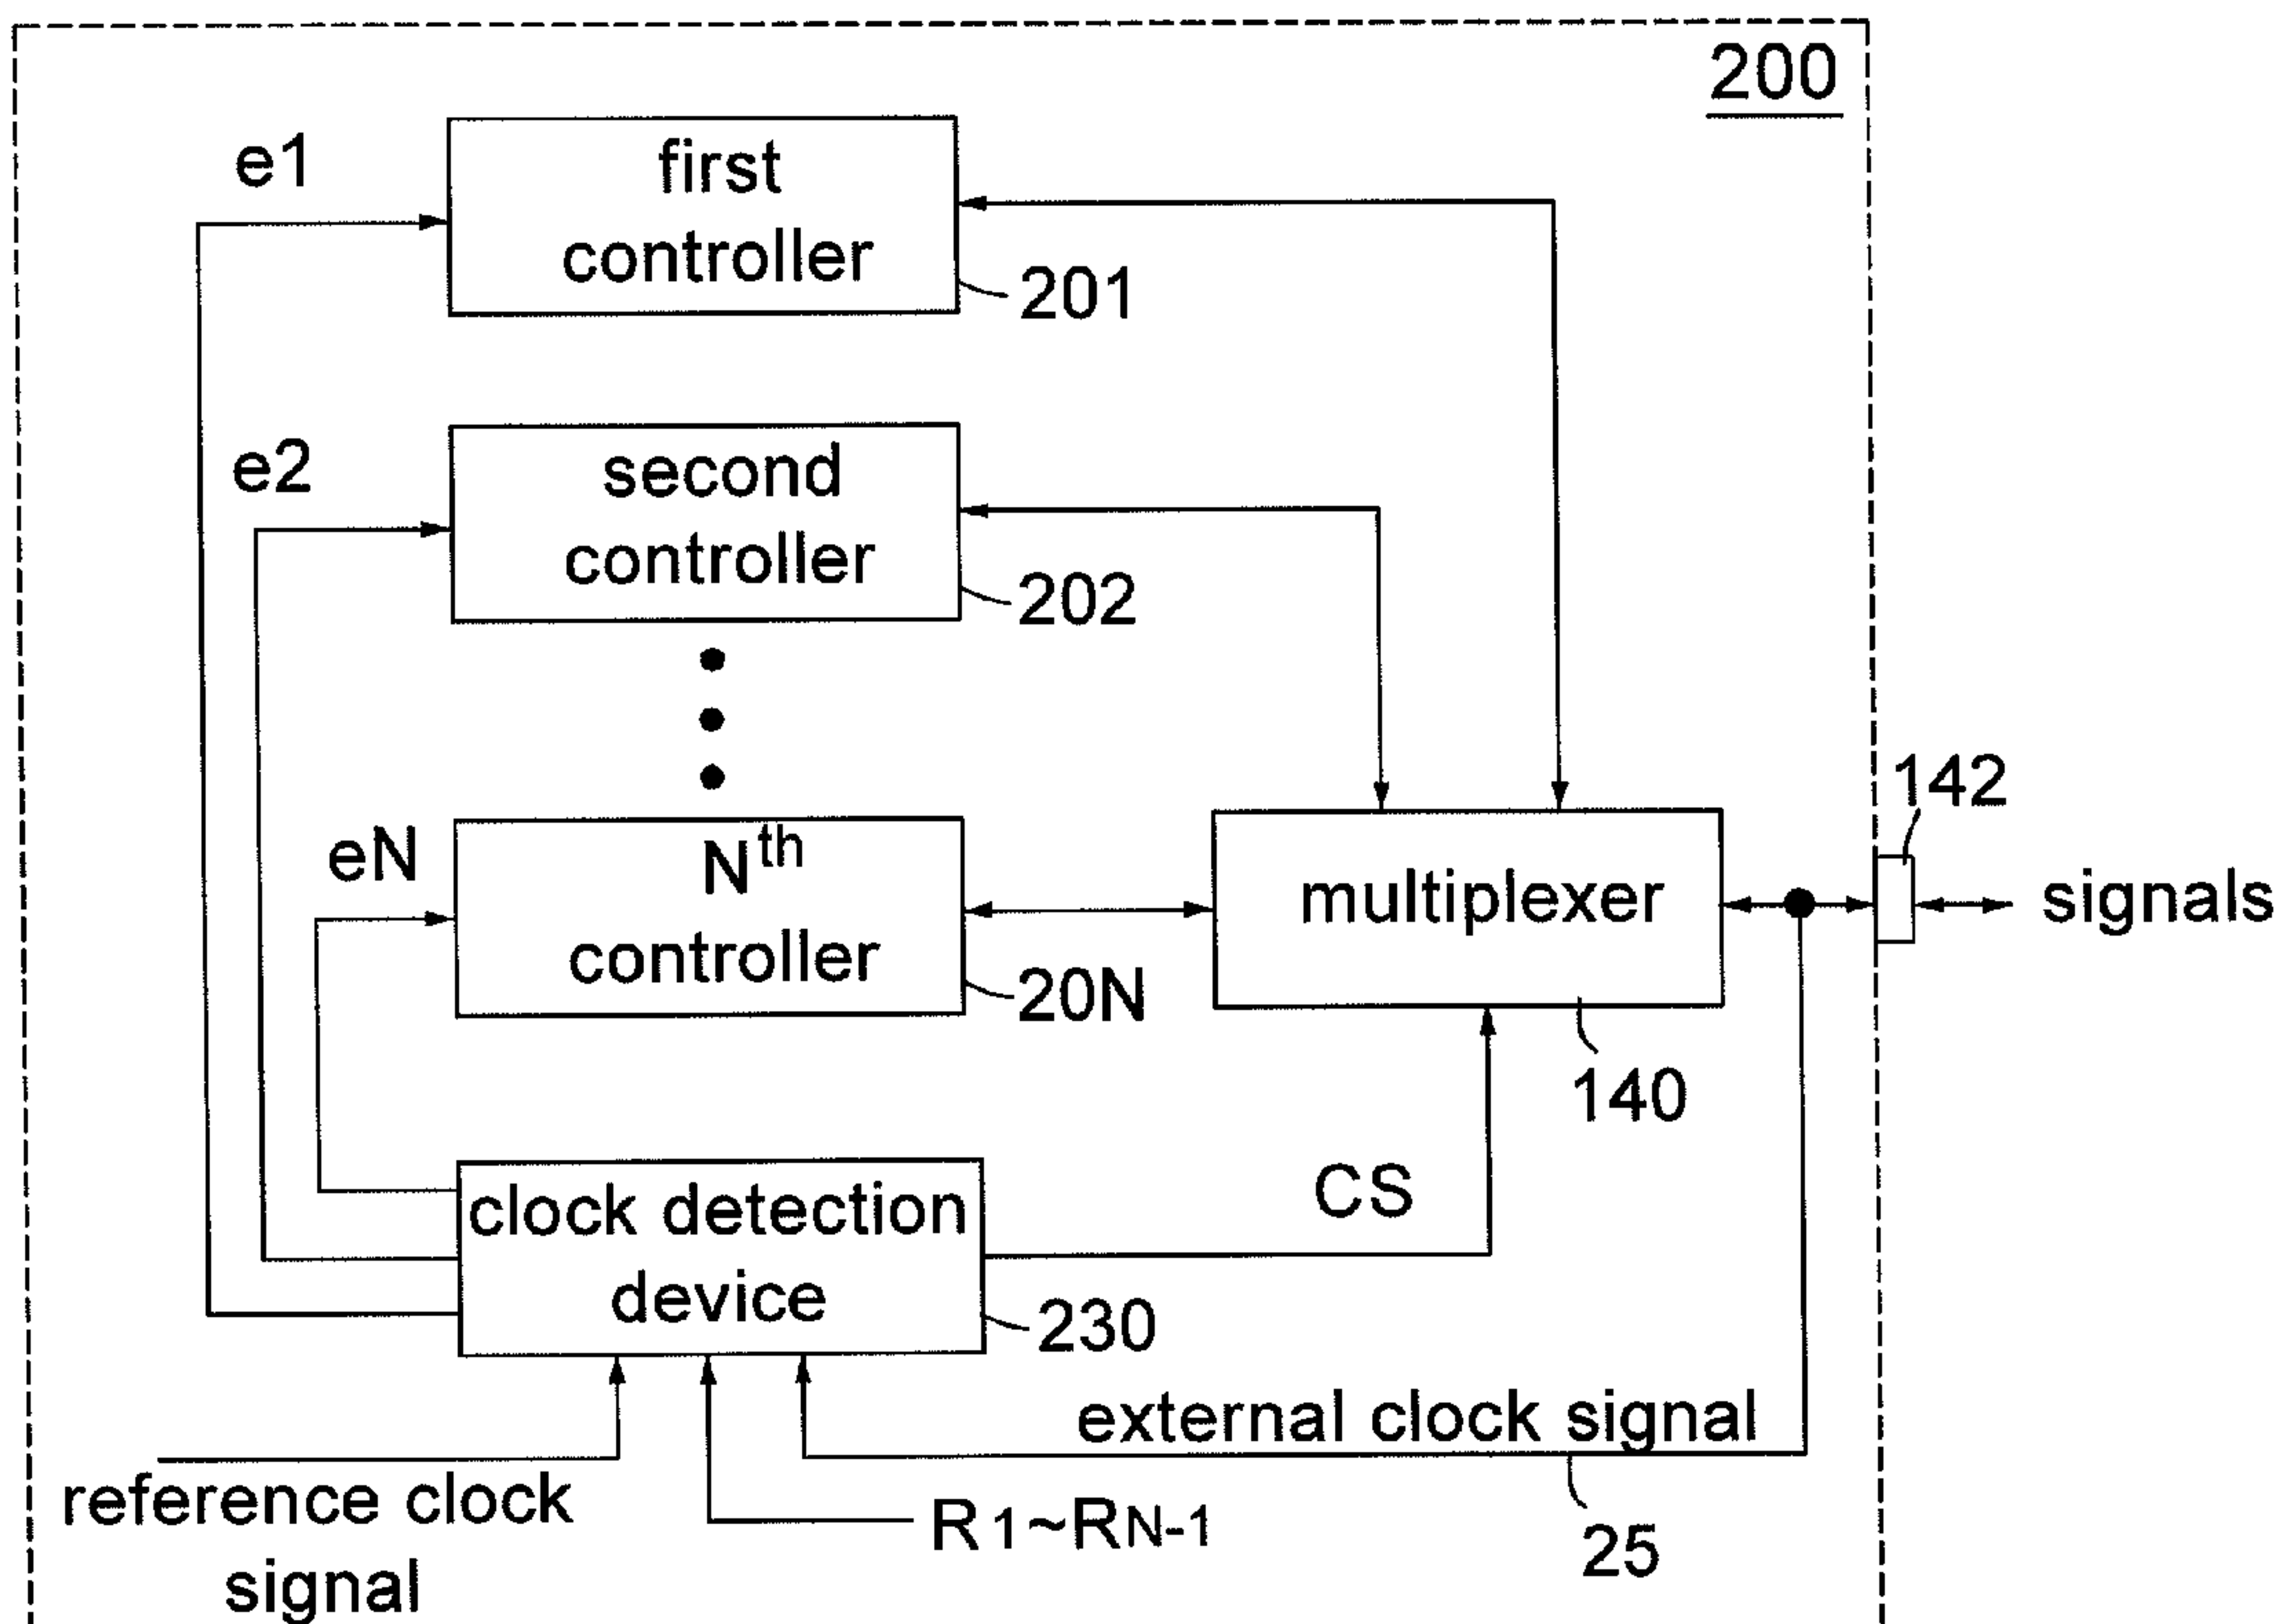 200
e1
first
controller
201
e2
second
controller
202
142
eN
Nth
controller
20N
multiplexer
signals
140
CS
clock detection
device
230
external clock signal
reference clock
signal
R1~RN-1
25